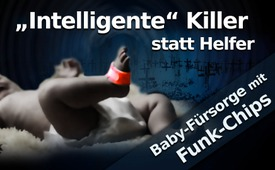 „Intelligente“ Killer
statt Helfer
Baby-Fürsorge mit
Funk-Chips